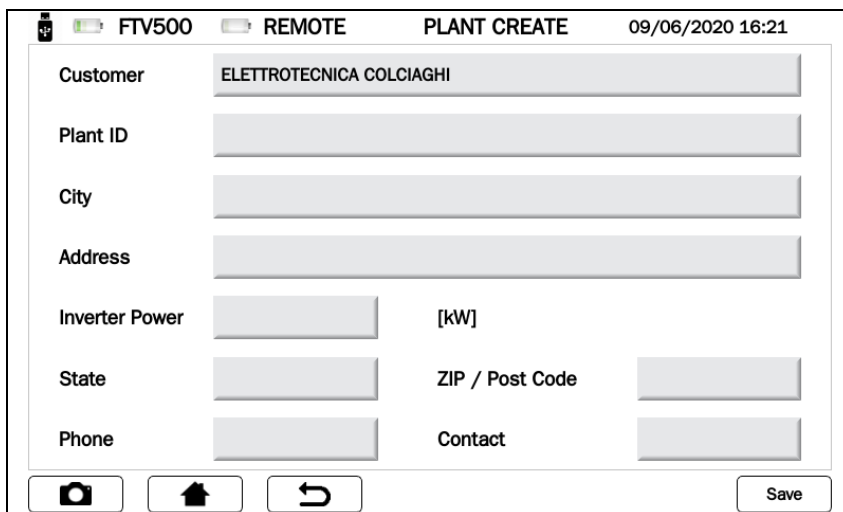 FTV500 REMOTE PLANT CREATE 09/06/2020 16:21
Customer ELETTROTECNICA COLCIAGHI
Plant ID
City
Address
Inverter Power [kW]
State ZIP / Post Code
Phone Contact
Save